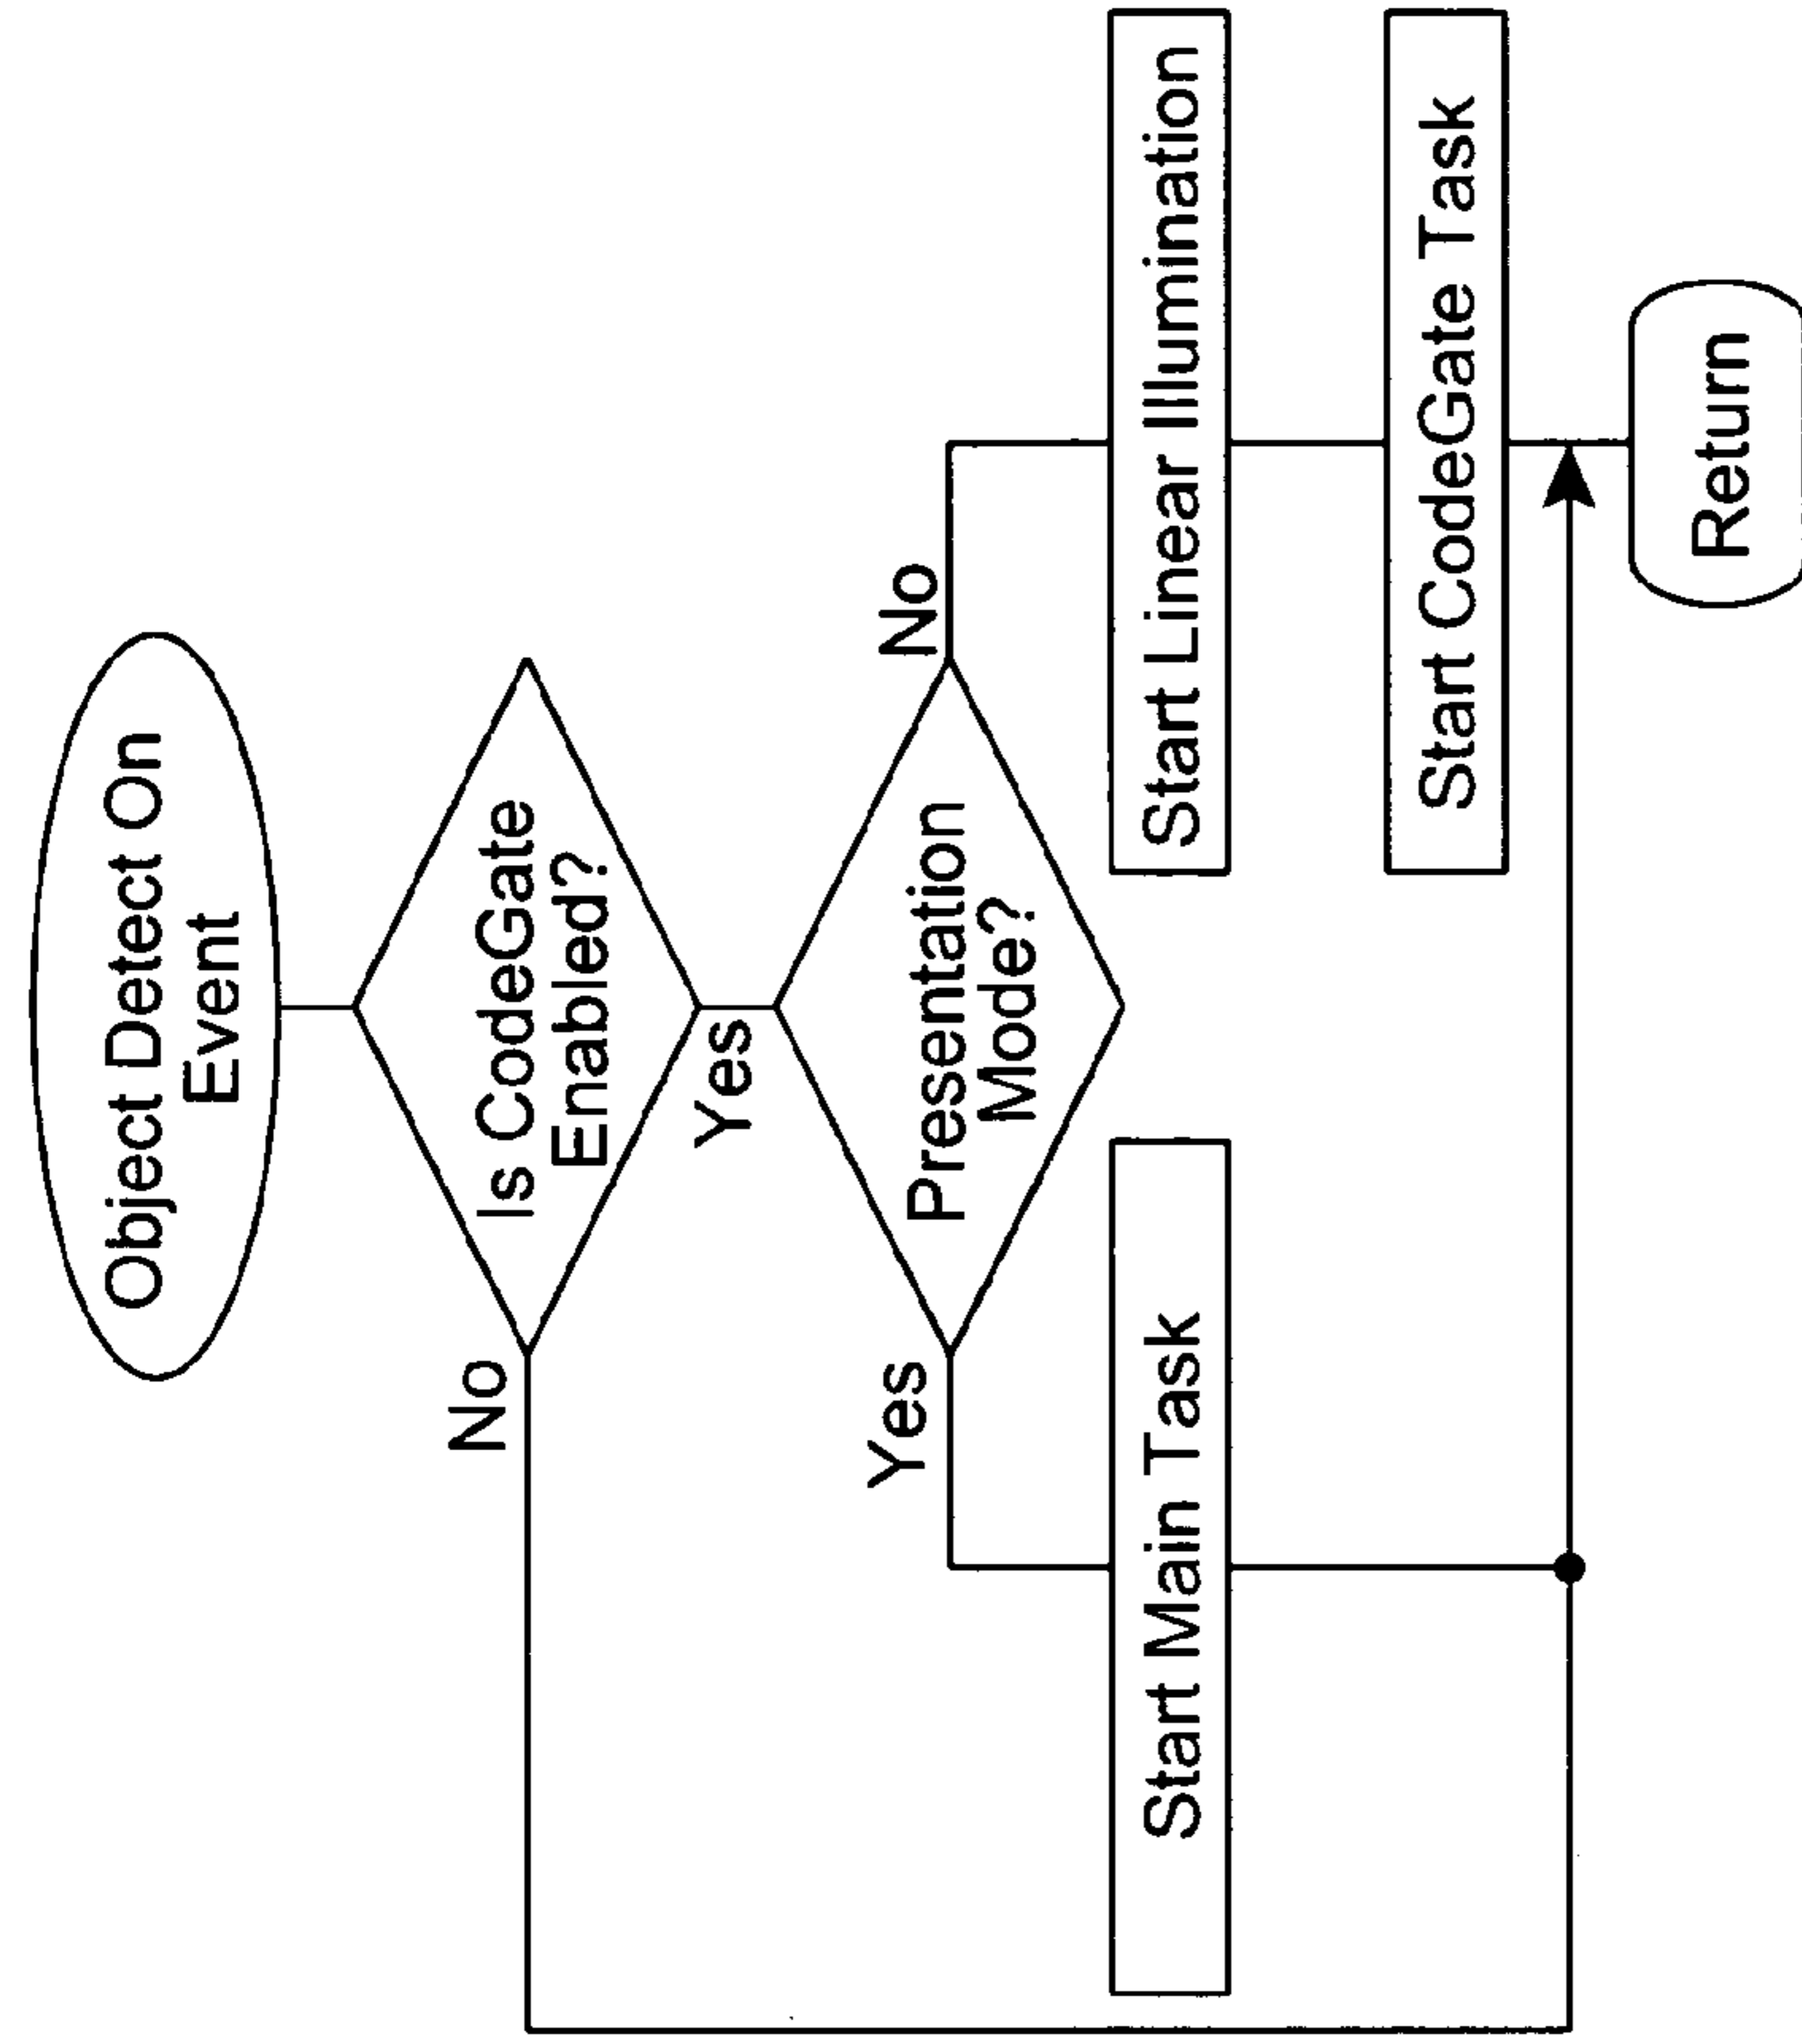 Object Detect On
Event
Is CodeGate
Enabled?
No
Yes
Presentation
Mode?
Yes
No
Start Main Task
Start Linear Illumination
Start CodeGate Task
Return